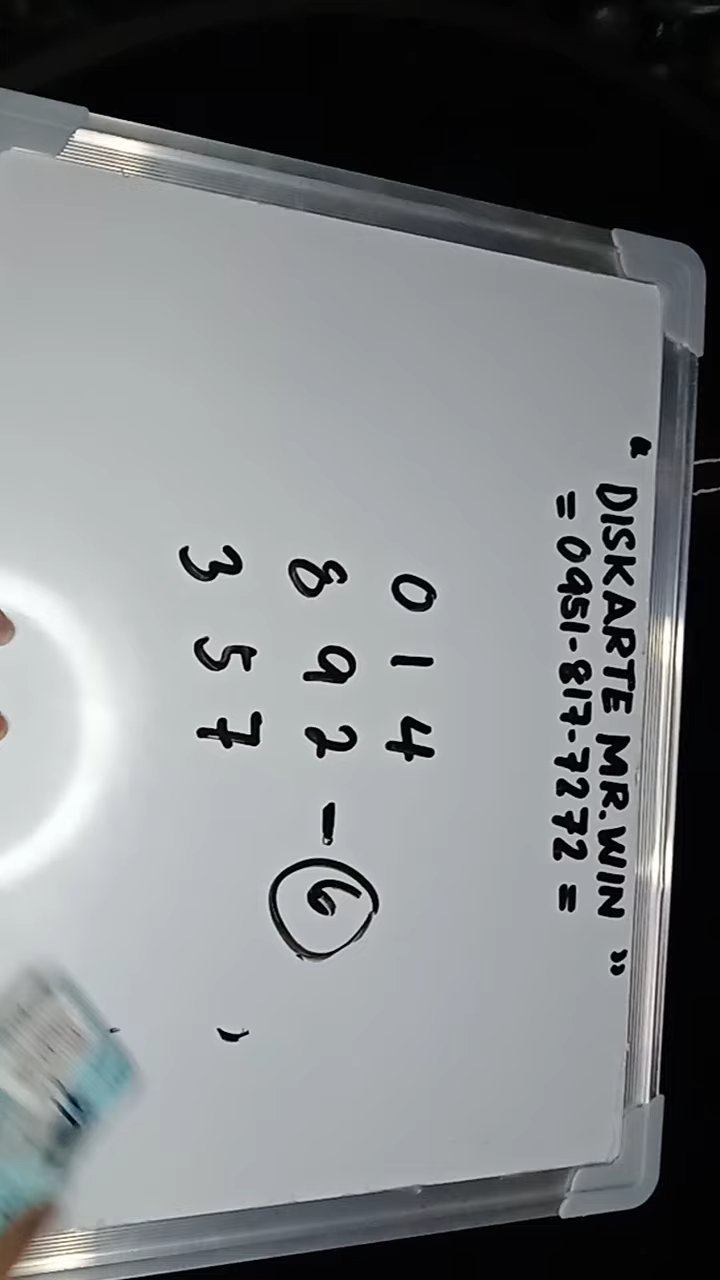 “ DISKARTE MR.WIN ”
= 0951-817-7272 =
0 1 4
8 9 2 - 6
3 5 7